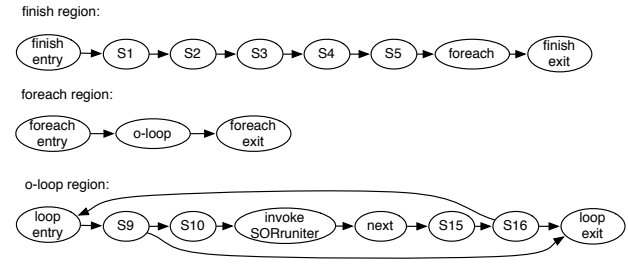 finish region:
finish entry S1 S2 S3 S4 S5 foreach finish exit
foreach region:
foreach entry o-loop foreach exit
o-loop region:
loop entry S9 S10 invoke SORruniter next S15 S16 loop exit